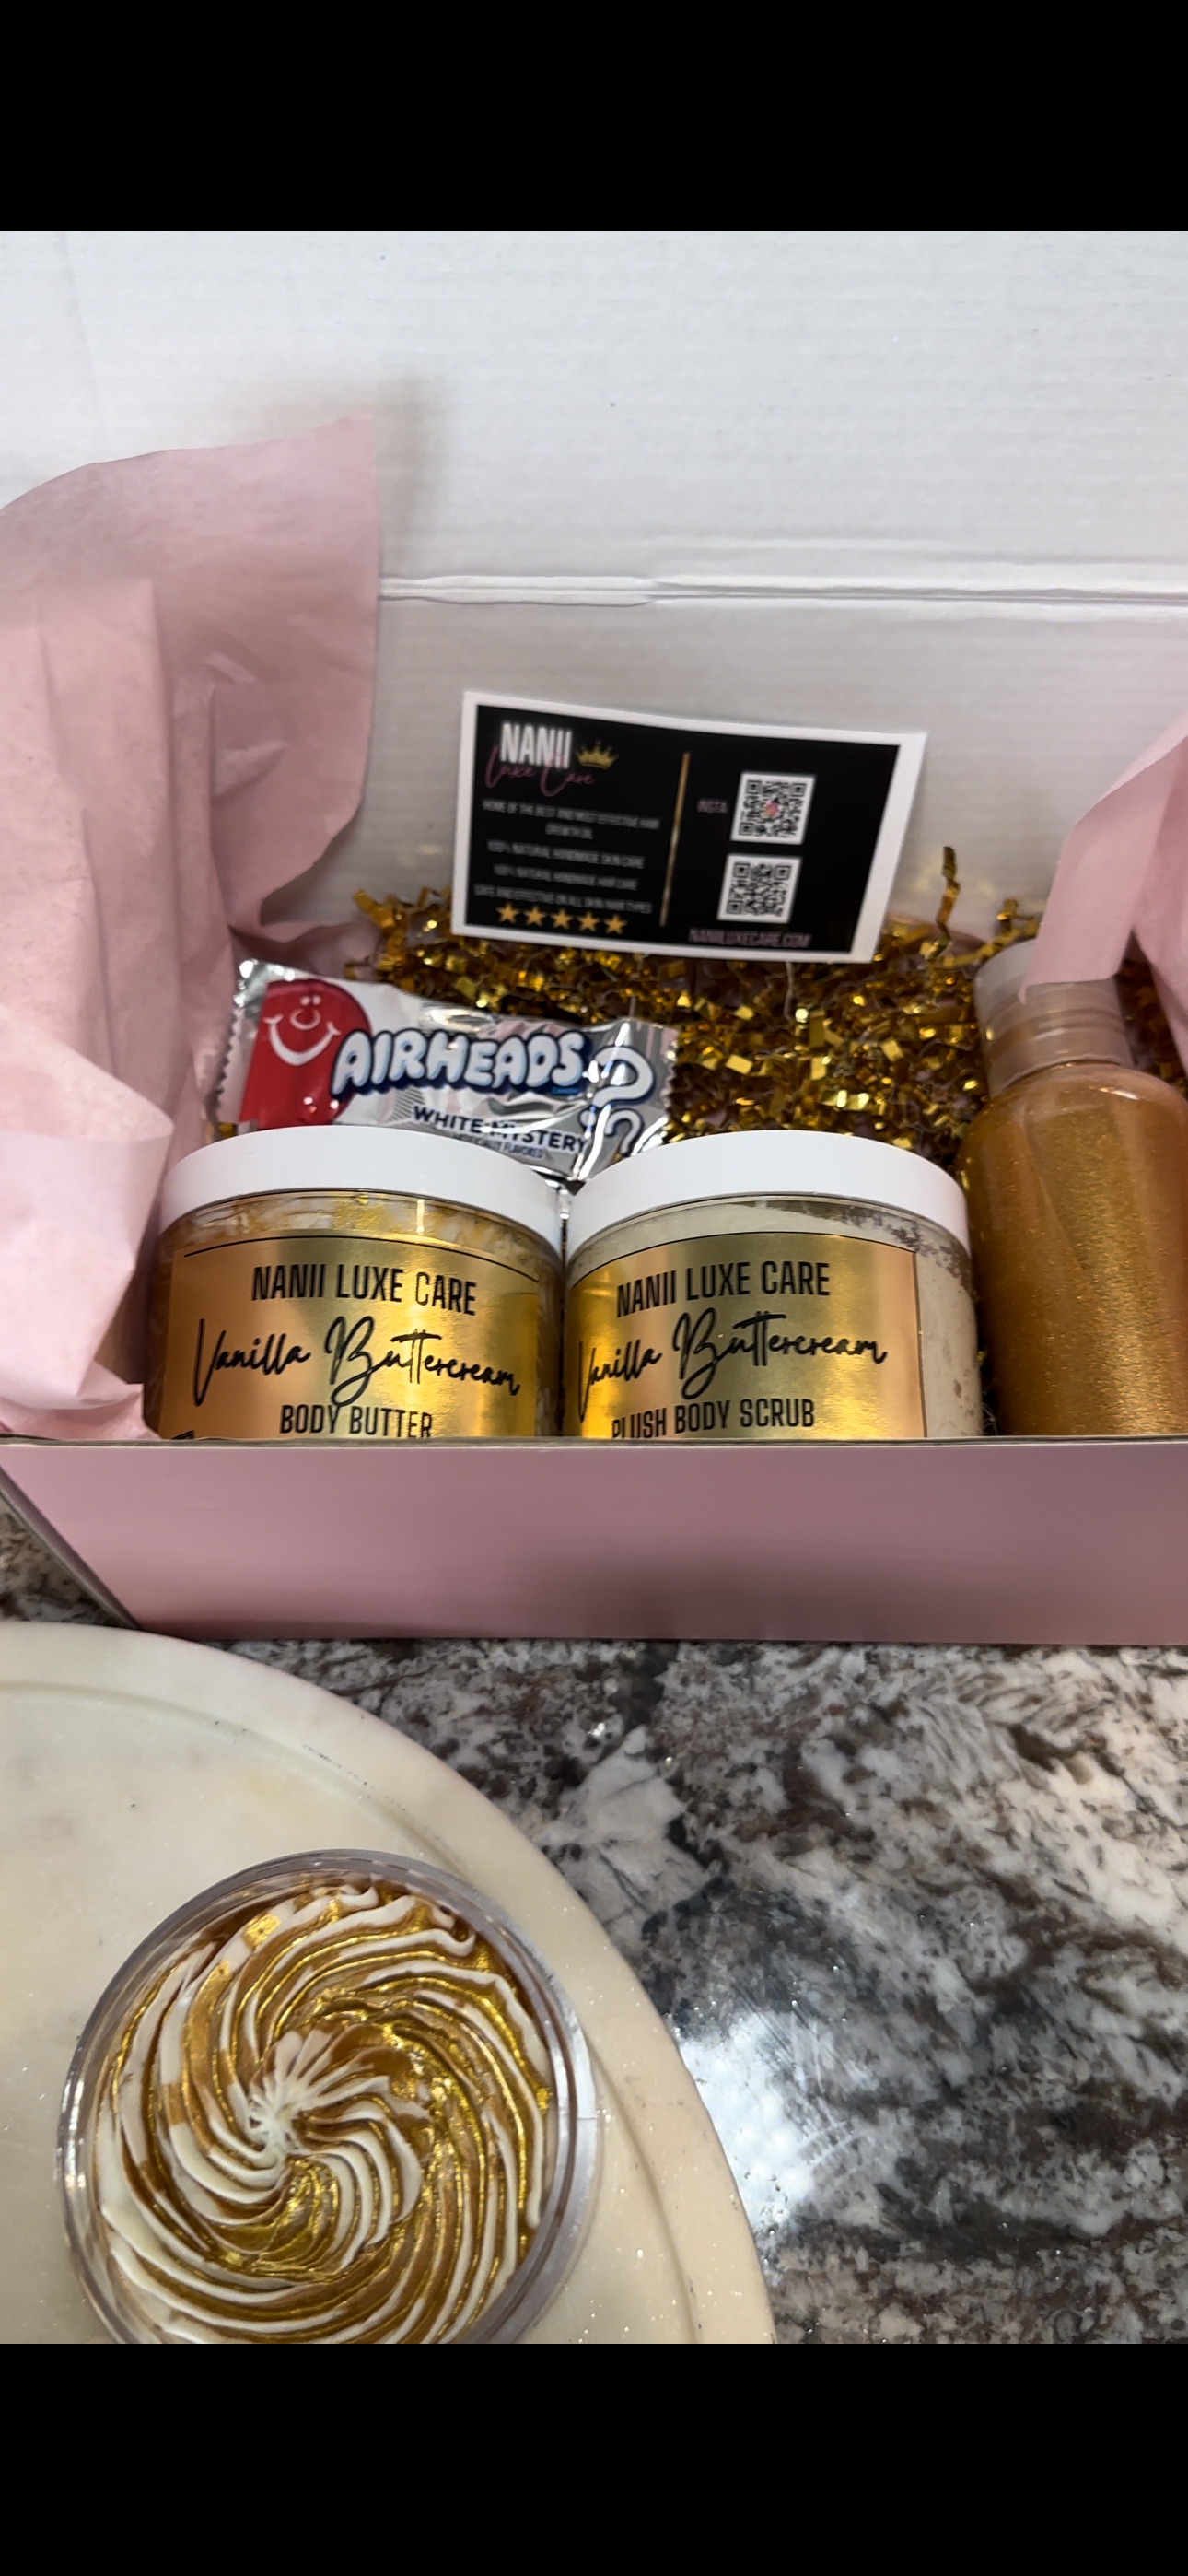 NANII
Luxe Care
HOME OF THE BEST AND MOST EFFECTIVE HAIR
GROWTH OIL
100% NATURAL HANDMADE SKIN CARE
100% NATURAL HANDMADE HAIR CARE
SAFE AND EFFECTIVE ON ALL SKIN HAIR TYPES
INSTA
NANIILUXECARE.COM
AIRHEADS
WHITE MYSTERY
ARTIFICIALLY FLAVORED
NANII LUXE CARE
Vanilla Buttercream
BODY BUTTER
NANII LUXE CARE
Vanilla Buttercream
PLUSH BODY SCRUB